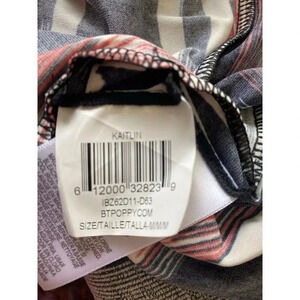 KAITLIN
6 12000 32823 9
IBZ62D11-D63
BTPOPPYCOM
SIZE/TAILLE/TALLA-M/M/M